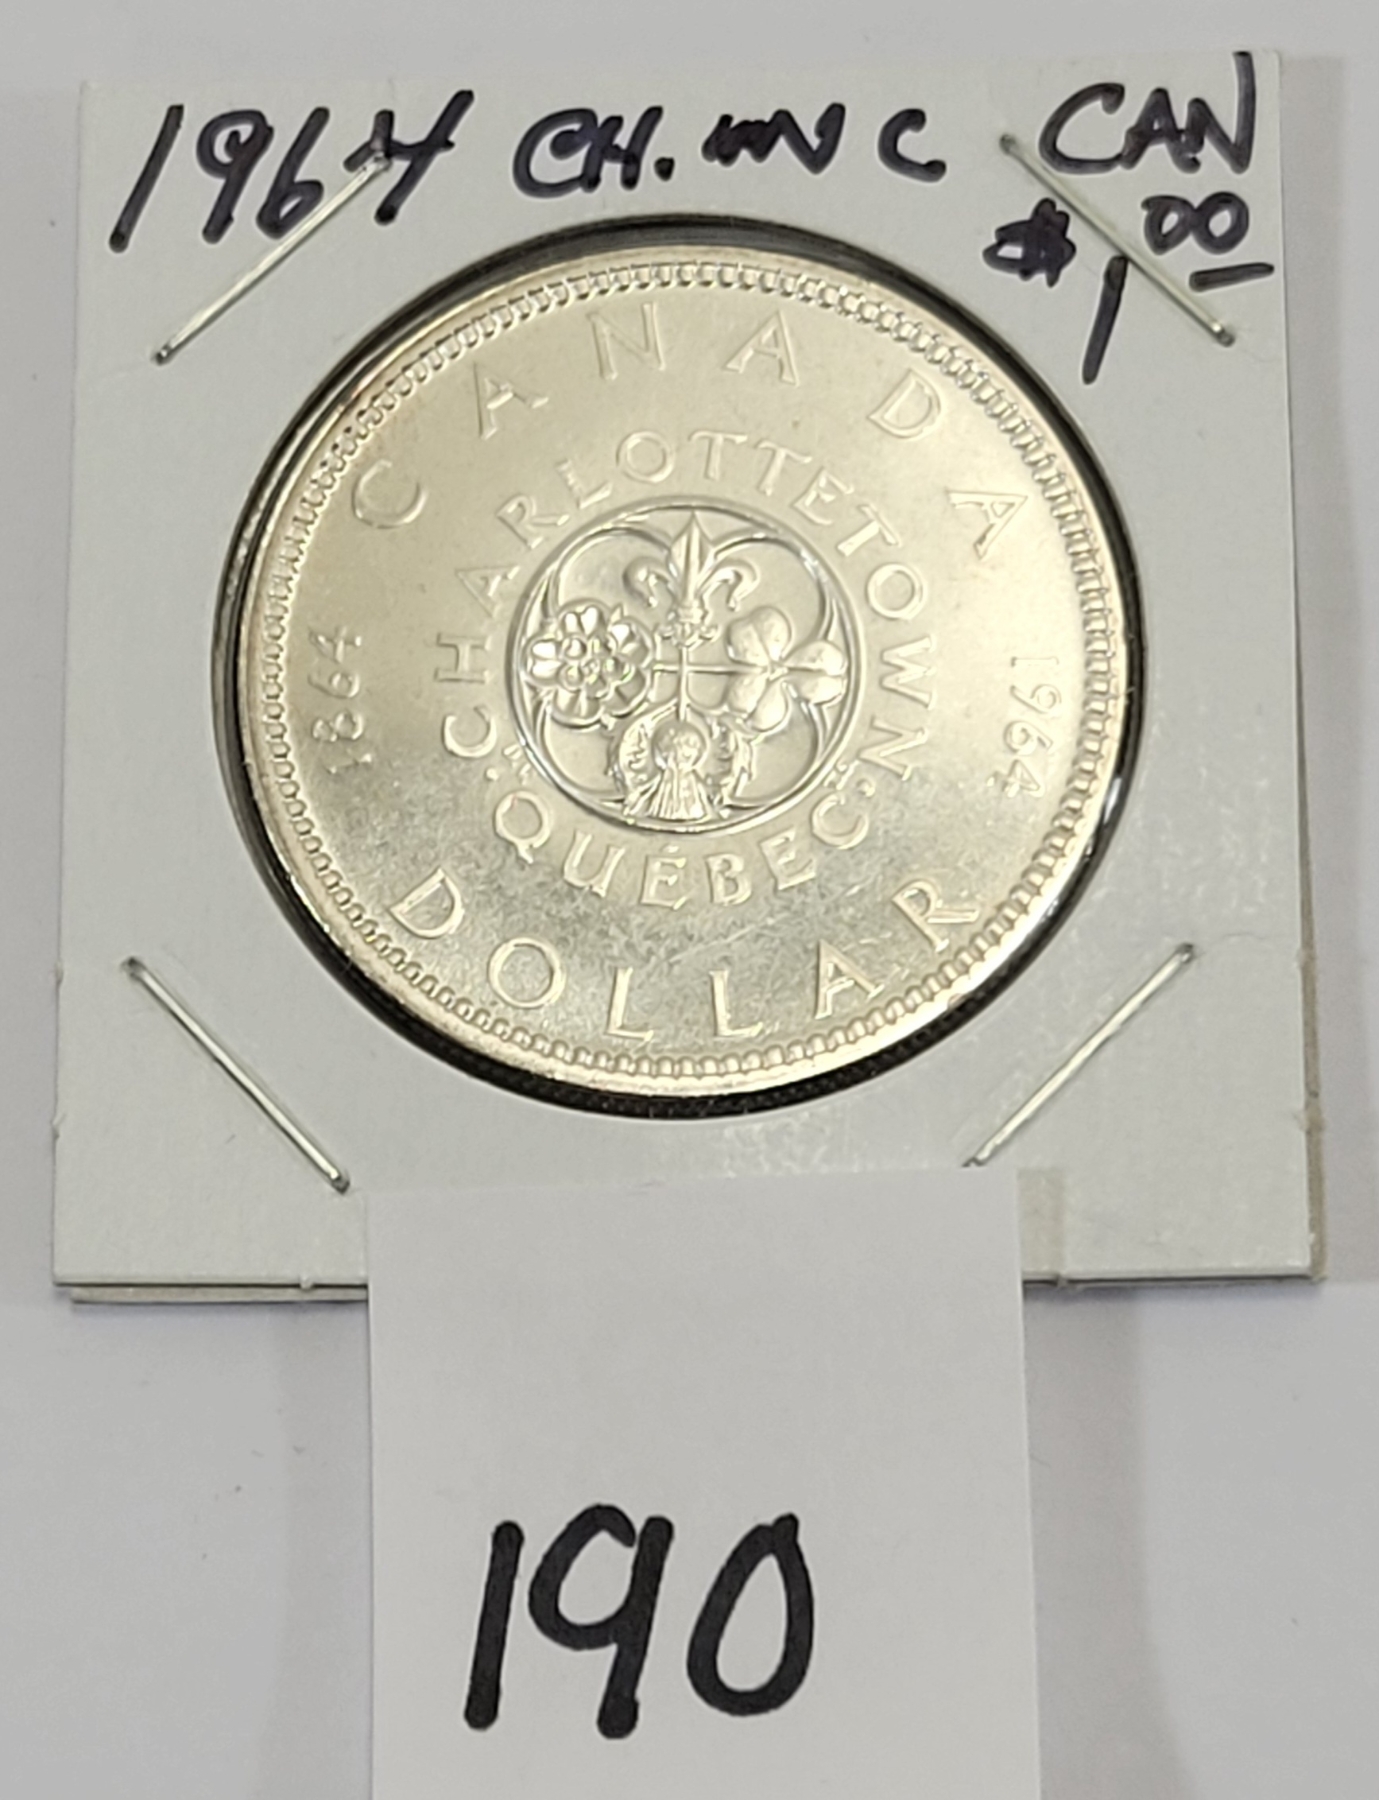 1964 CH. UNC CAN
$1.00
CANADA
CHARLOTTETOWN
1864
1964
QUÉBEC
DOLLAR
190